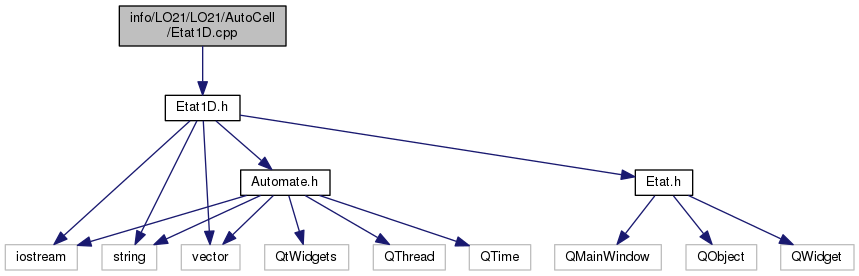 info/LO21/LO21/AutoCell
/Etat1D.cpp
Etat1D.h
Automate.h
Etat.h
iostream
string
vector
QtWidgets
QThread
QTime
QMainWindow
QObject
QWidget